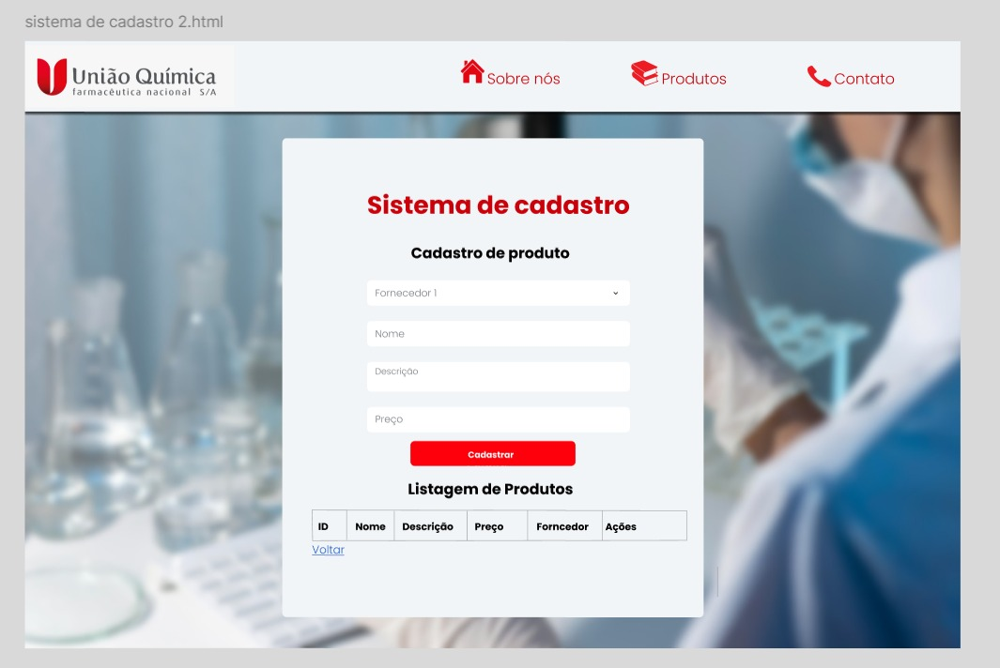 sistema de cadastro 2.html
União Química
farmacêutica nacional S/A
Sobre nós
Produtos
Contato
Sistema de cadastro
Cadastro de produto
Fornecedor 1
Nome
Descrição
Preço
Cadastrar
Listagem de Produtos
ID Nome Descrição Preço Forncedor Ações
Voltar